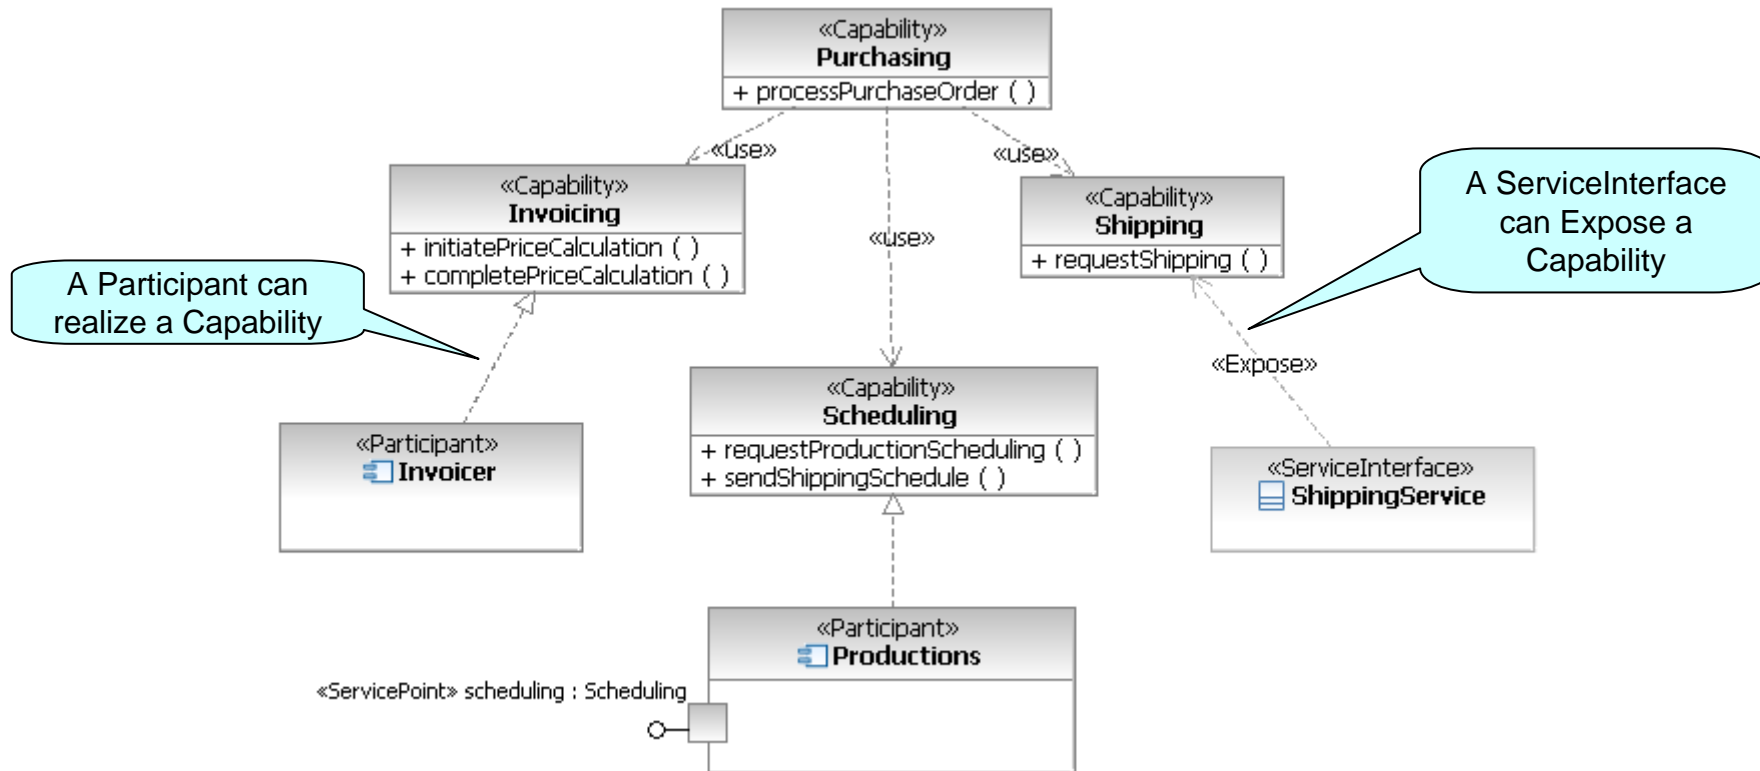 «Capability»
Purchasing
+ processPurchaseOrder ( )
«use»
«use»
«use»
«Capability»
Invoicing
+ initiatePriceCalculation ( )
+ completePriceCalculation ( )
«Capability»
Shipping
+ requestShipping ( )
A ServiceInterface
can Expose a
Capability
A Participant can
realize a Capability
«Expose»
«Capability»
Scheduling
+ requestProductionScheduling ( )
+ sendShippingSchedule ( )
«Participant»
Invoicer
«ServiceInterface»
ShippingService
«Participant»
Productions
«ServicePoint» scheduling : Scheduling